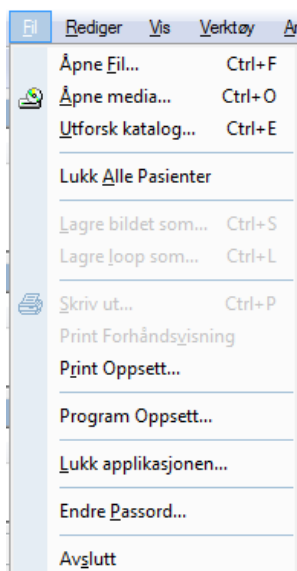 Fil Rediger Vis Verktøy
Åpne Fil... Ctrl+F
Åpne media... Ctrl+O
Utforsk katalog... Ctrl+E
Lukk Alle Pasienter
Lagre bildet som... Ctrl+S
Lagre loop som... Ctrl+L
Skriv ut... Ctrl+P
Print Forhåndsvisning
Print Oppsett...
Program Oppsett...
Lukk applikasjonen...
Endre Passord...
Avslutt